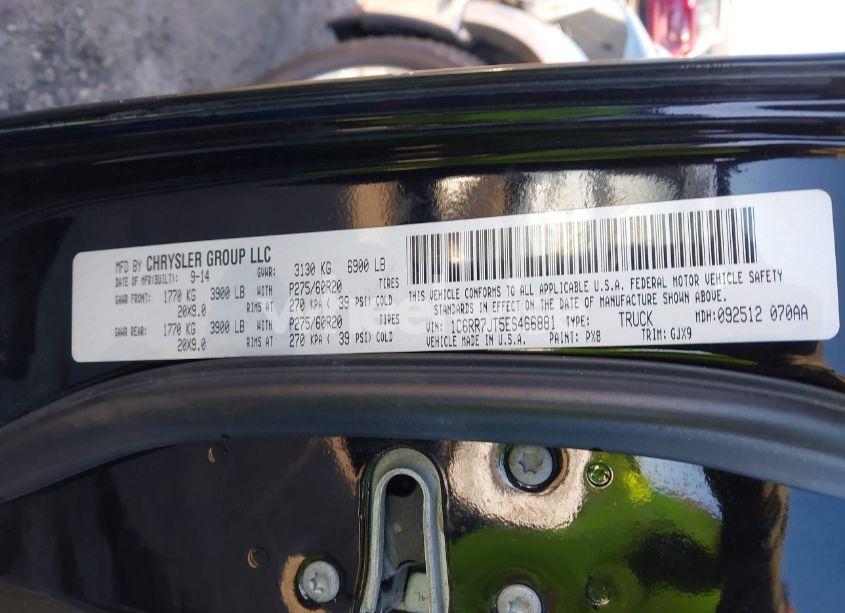 MFD BY CHRYSLER GROUP LLC
DATE OF MFR(BUILT): 9-14 GVWR: 3130 KG 6900 LB
GAWR FRONT: 1770 KG 3900 LB WITH P275/60R20 TIRES
20X9.0 RIMS AT 270 KPA ( 39 PSI) COLD
GAWR REAR: 1770 KG 3900 LB WITH P275/60R20 TIRES
20X9.0 RIMS AT 270 KPA ( 39 PSI) COLD
THIS VEHICLE CONFORMS TO ALL APPLICABLE U.S.A. FEDERAL MOTOR VEHICLE SAFETY
STANDARDS IN EFFECT ON THE DATE OF MANUFACTURE SHOWN ABOVE.
VIN: 1C6RR7JT5ES466881 TYPE: TRUCK MDH: 092512 070AA
VEHICLE MADE IN U.S.A. PAINT: PX8 TRIM: GJX9